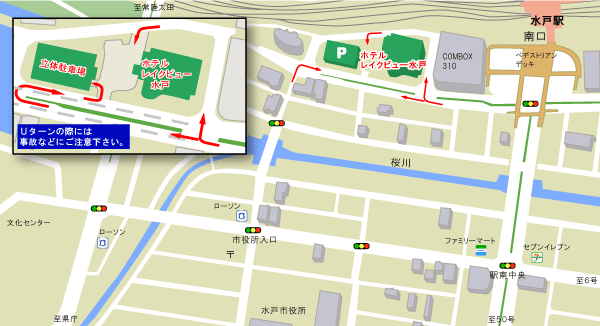 至常陸太田
水戸駅
南口
立体駐車場
ホテル
レイクビュー
水戸
Uターンの際には
事故などにご注意下さい。
P
ホテル
レイクビュー水戸
COMBOX
310
ペデストリアン
デッキ
桜川
文化センター
ローソン
ローソン
市役所入口
〒
ファミリーマート
セブンイレブン
駅南中央
至6号
水戸市役所
至県庁
至50号